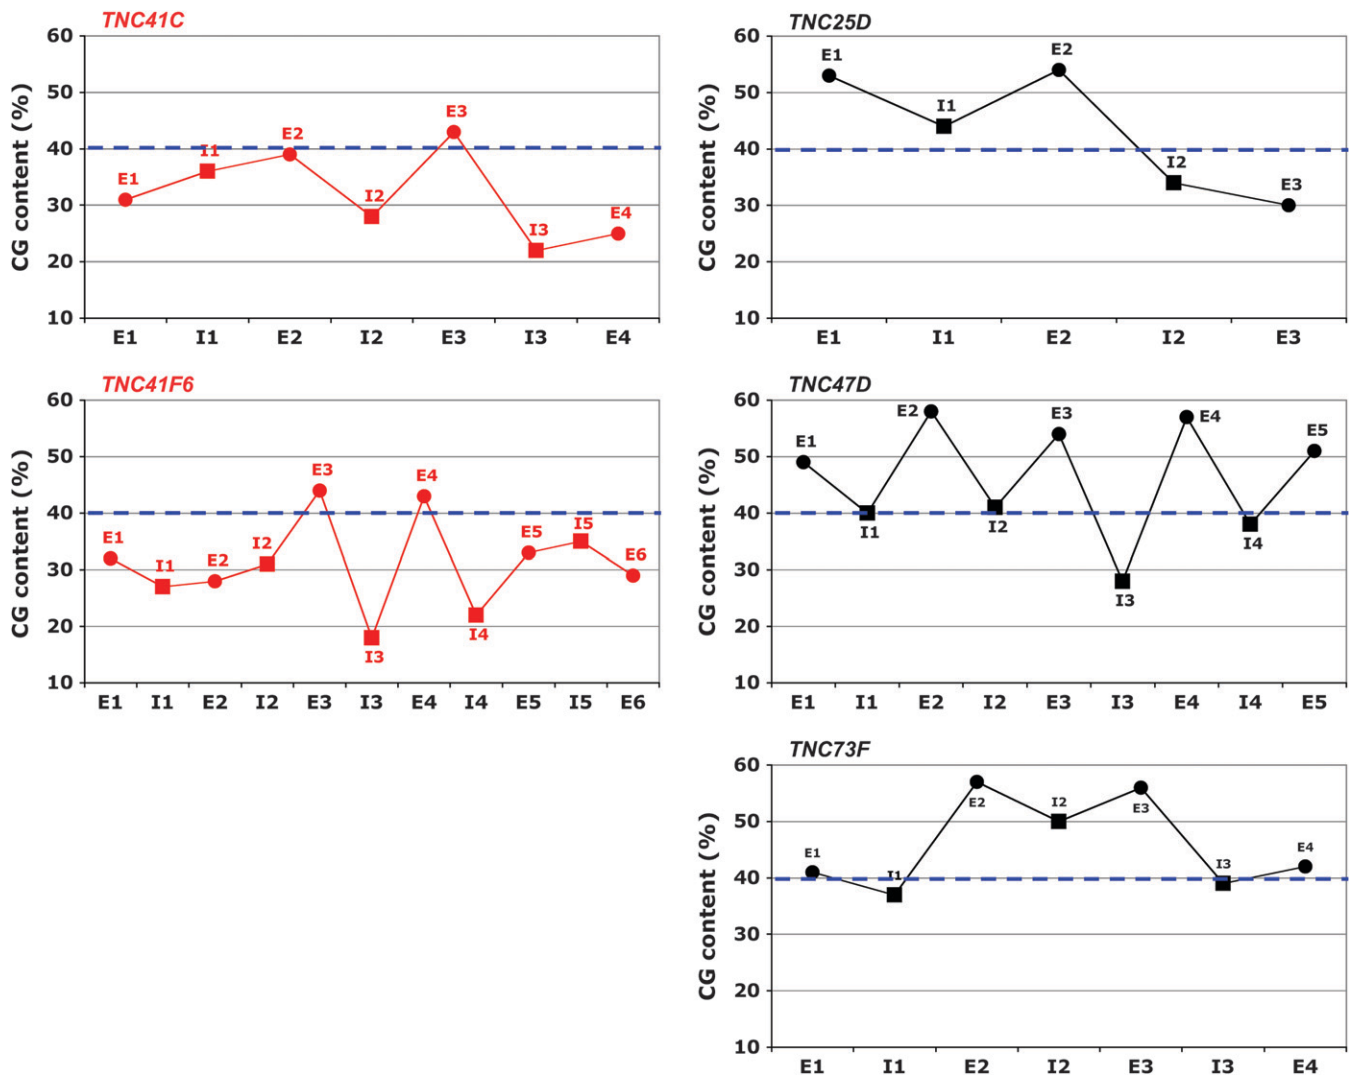 TNC41C
60
50
40
30
20
10
CG content (%)
E1
I1
E2
I2
E3
I3
E4
E1 I1 E2 I2 E3 I3 E4
TNC25D
60
50
40
30
20
10
CG content (%)
E1
I1
E2
I2
E3
E1 I1 E2 I2 E3
TNC41F6
60
50
40
30
20
10
CG content (%)
E1
I1
E2
I2
E3
I3
E4
I4
E5
I5
E6
E1 I1 E2 I2 E3 I3 E4 I4 E5 I5 E6
TNC47D
60
50
40
30
20
10
CG content (%)
E1
I1
E2
I2
E3
I3
E4
I4
E5
E1 I1 E2 I2 E3 I3 E4 I4 E5
TNC73F
60
50
40
30
20
10
CG content (%)
E1
I1
E2
I2
E3
I3
E4
E1 I1 E2 I2 E3 I3 E4